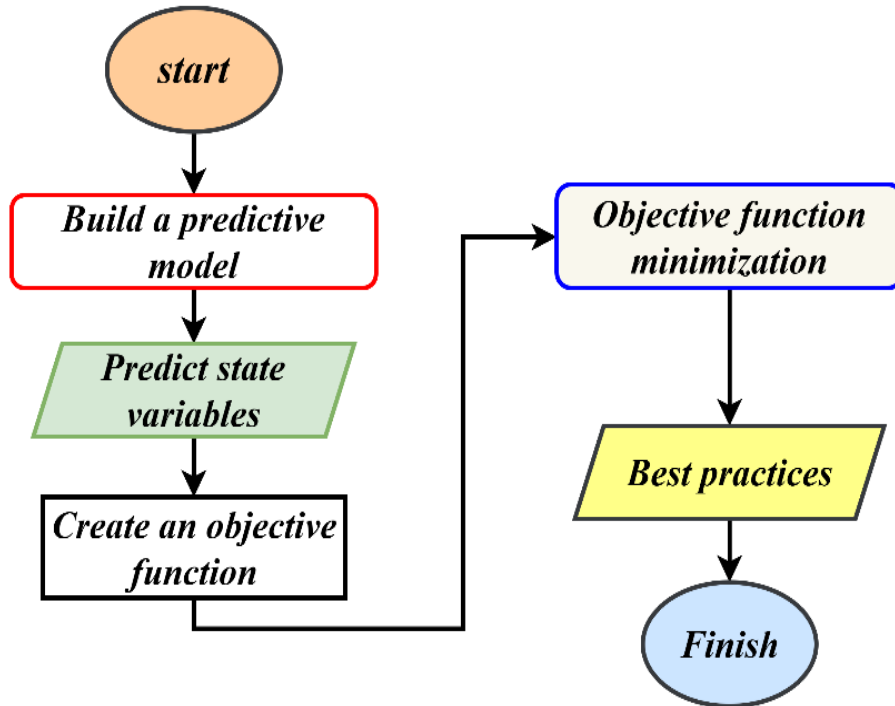 start
Build a predictive
model
Predict state
variables
Create an objective
function
Objective function
minimization
Best practices
Finish